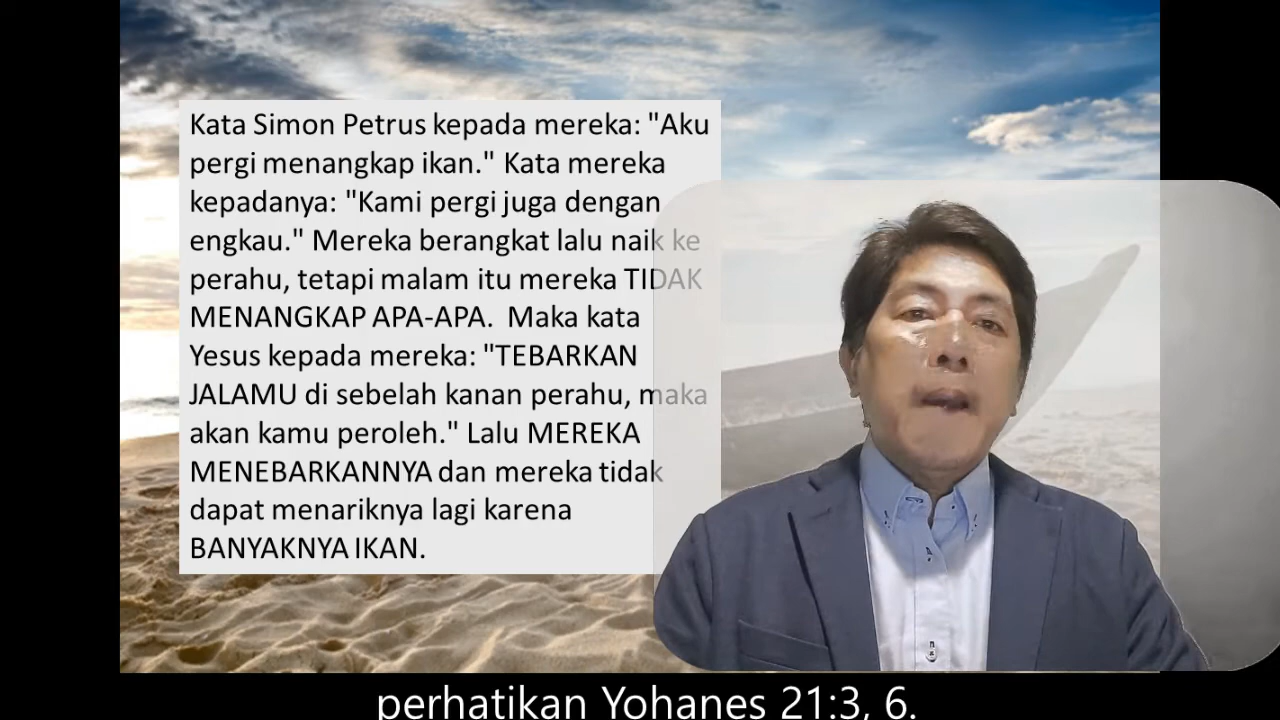 Kata Simon Petrus kepada mereka: "Aku
pergi menangkap ikan." Kata mereka
kepadanya: "Kami pergi juga dengan
engkau." Mereka berangkat lalu naik ke
perahu, tetapi malam itu mereka TIDAK
MENANGKAP APA-APA. Maka kata
Yesus kepada mereka: "TEBARKAN
JALAMU di sebelah kanan perahu, maka
akan kamu peroleh." Lalu MEREKA
MENEBARKANNYA dan mereka tidak
dapat menariknya lagi karena
BANYAKNYA IKAN.
perhatikan Yohanes 21:3, 6.